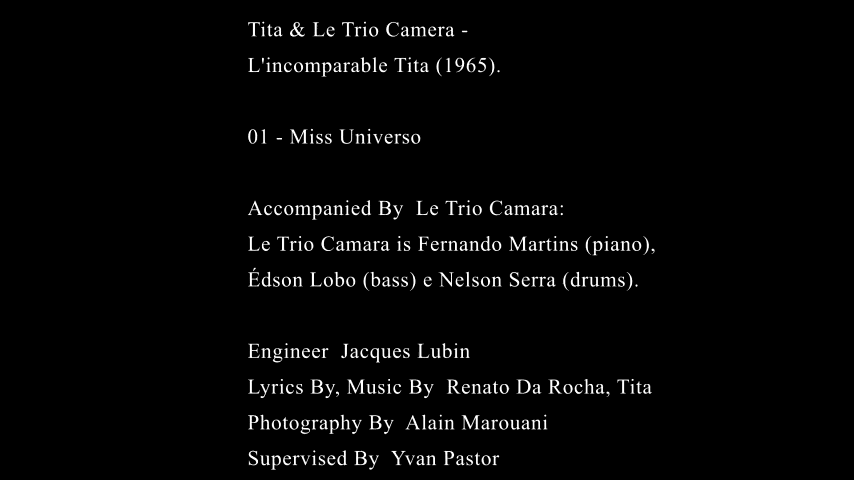 Tita & Le Trio Camera -
L'incomparable Tita (1965).
01 - Miss Universo
Accompanied By  Le Trio Camara:
Le Trio Camara is Fernando Martins (piano),
Édson Lobo (bass) e Nelson Serra (drums).
Engineer  Jacques Lubin
Lyrics By, Music By  Renato Da Rocha, Tita
Photography By  Alain Marouani
Supervised By  Yvan Pastor